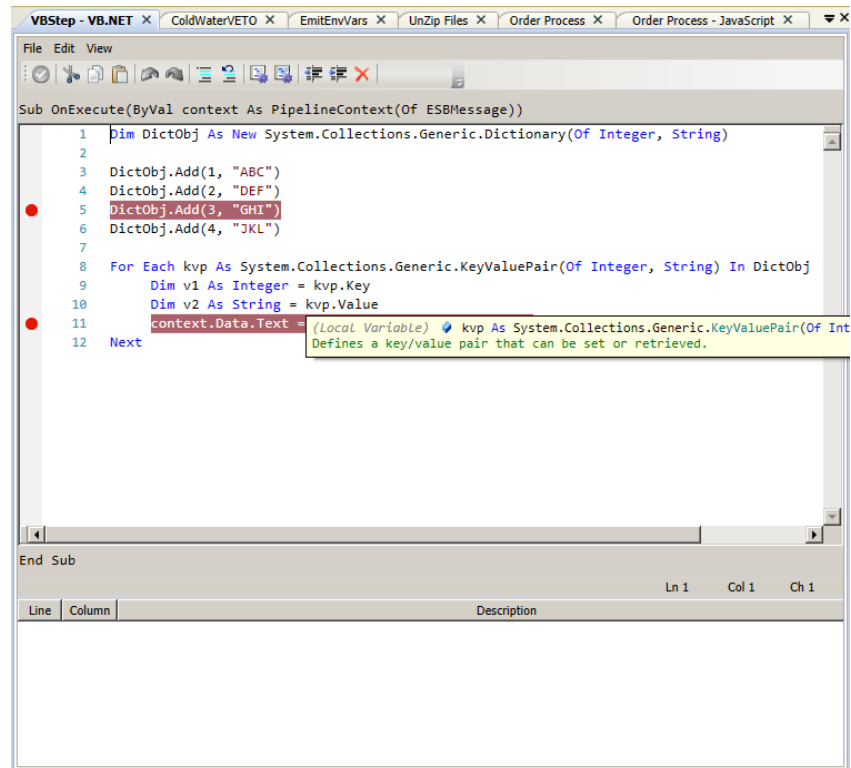 VBStep - VB.NET X ColdWaterVETO X EmitEnvVars X UnZip Files X Order Process X Order Process - JavaScript X
File Edit View
Sub OnExecute(ByVal context As PipelineContext(Of ESBMessage))
1 Dim DictObj As New System.Collections.Generic.Dictionary(Of Integer, String)
2
3 DictObj.Add(1, "ABC")
4 DictObj.Add(2, "DEF")
5 DictObj.Add(3, "GHI")
6 DictObj.Add(4, "JKL")
7
8 For Each kvp As System.Collections.Generic.KeyValuePair(Of Integer, String) In DictObj
9 Dim v1 As Integer = kvp.Key
10 Dim v2 As String = kvp.Value
11 context.Data.Text = (Local Variable) kvp As System.Collections.Generic.KeyValuePair(Of Int
Defines a key/value pair that can be set or retrieved.
12 Next
End Sub
Ln 1 Col 1 Ch 1
Line Column Description